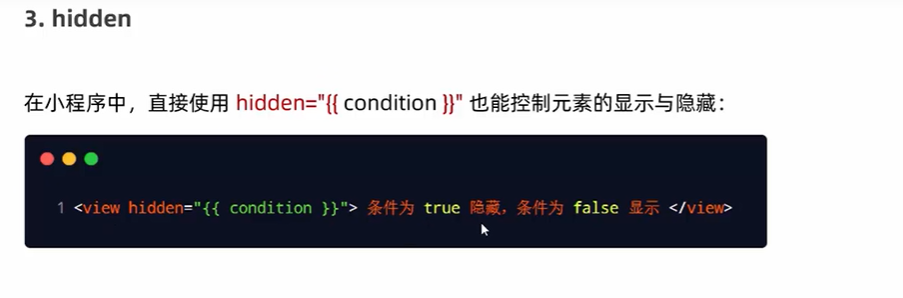 3. hidden
在小程序中，直接使用 hidden="{{ condition }}" 也能控制元素的显示与隐藏：
1 <view hidden="{{ condition }}"> 条件为 true 隐藏，条件为 false 显示 </view>